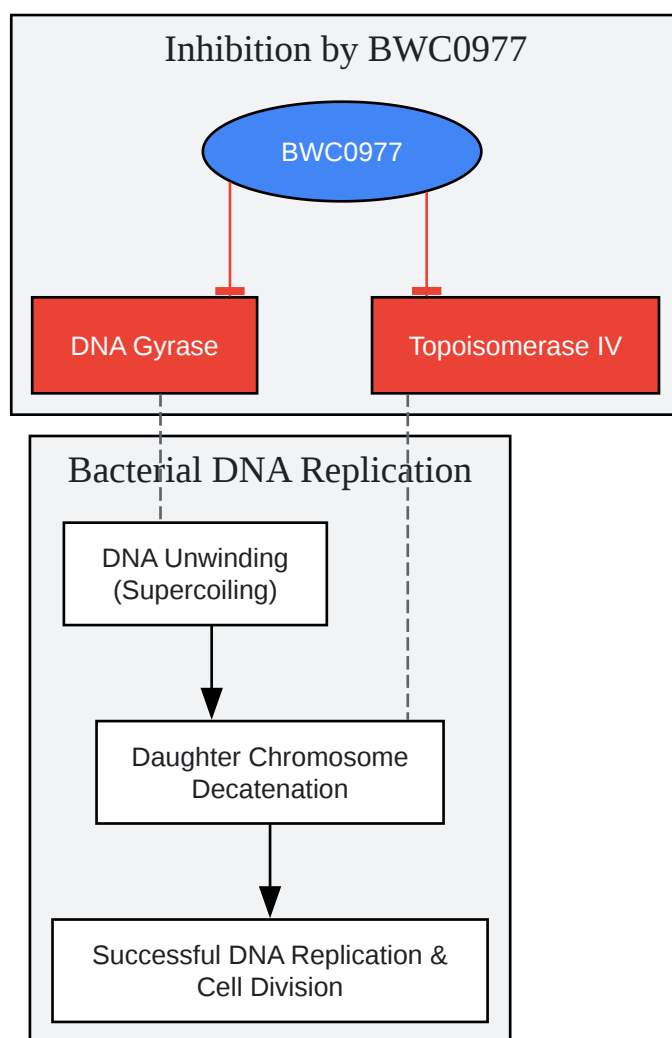 Inhibition by BWC0977
BWC0977
DNA Gyrase
Topoisomerase IV
Bacterial DNA Replication
DNA Unwinding
(Supercoiling)
Daughter Chromosome
Decatenation
Successful DNA Replication &
Cell Division